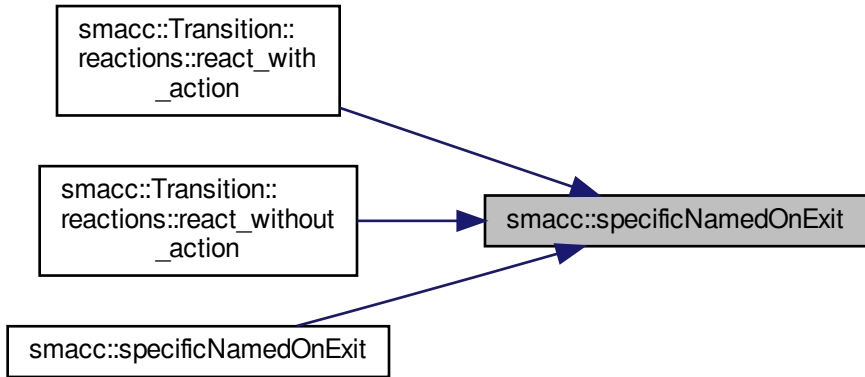 smacc::Transition::
reactions::react_with
_action
smacc::Transition::
reactions::react_without
_action
smacc::specificNamedOnExit
smacc::specificNamedOnExit